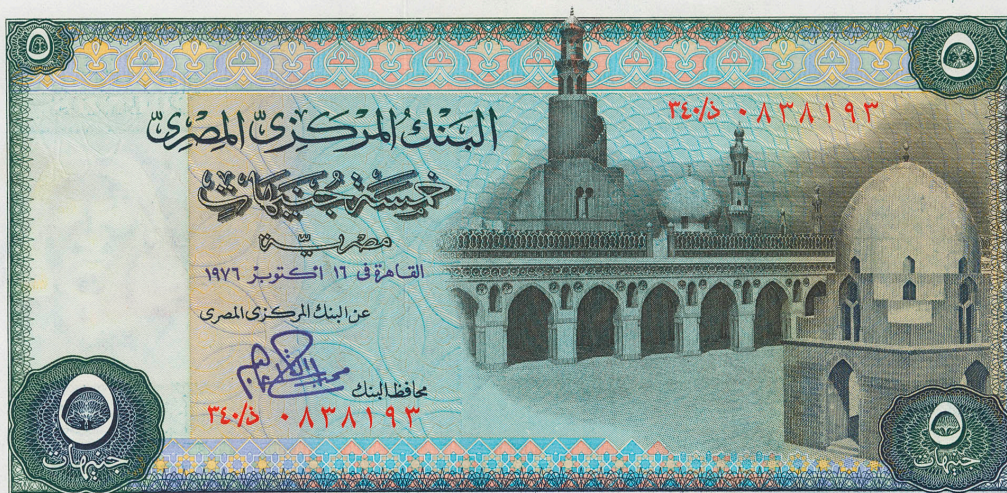 ٥ ٥
٣٤٠/ذ ٠٨٣٨١٩٣
البنك المركزى المصرى
خمسة جنيهات
مصرية
القاهرة فى ١٦ اكتوبر ١٩٧٦
عن البنك المركزى المصرى
محافظ البنك
٣٤٠/ذ ٠٨٣٨١٩٣
٥ ٥
جنيهات جنيهات